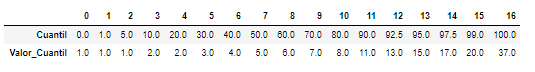 0 1 2 3 4 5 6 7 8 9 10 11 12 13 14 15 16
Cuantil 0.0 1.0 5.0 10.0 20.0 30.0 40.0 50.0 60.0 70.0 80.0 90.0 92.5 95.0 97.5 99.0 100.0
Valor_Cuantil 1.0 1.0 1.0 2.0 2.0 3.0 4.0 5.0 6.0 7.0 8.0 11.0 13.0 15.0 17.0 20.0 37.0